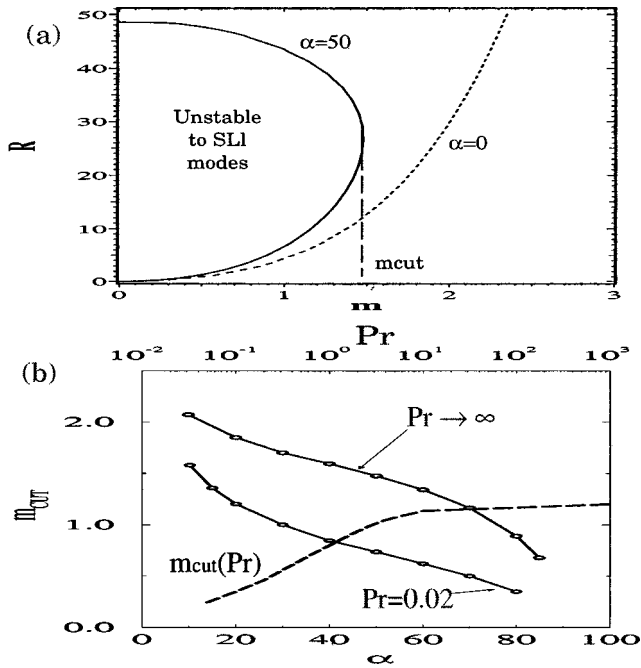 (a)
50
40
30
20
10
0
R
α=50
Unstable
to SLl
modes
α=0
mcut
0 1 2 3
m
Pr
10⁻² 10⁻¹ 10⁰ 10¹ 10² 10³
(b)
2.0
1.0
0.0
m_cut
Pr → ∞
mcut(Pr)
Pr=0.02
0 20 40 60 80 100
α